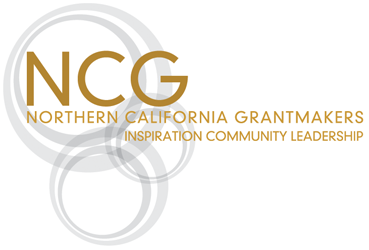 NCG
NORTHERN CALIFORNIA GRANTMAKERS
INSPIRATION COMMUNITY LEADERSHIP